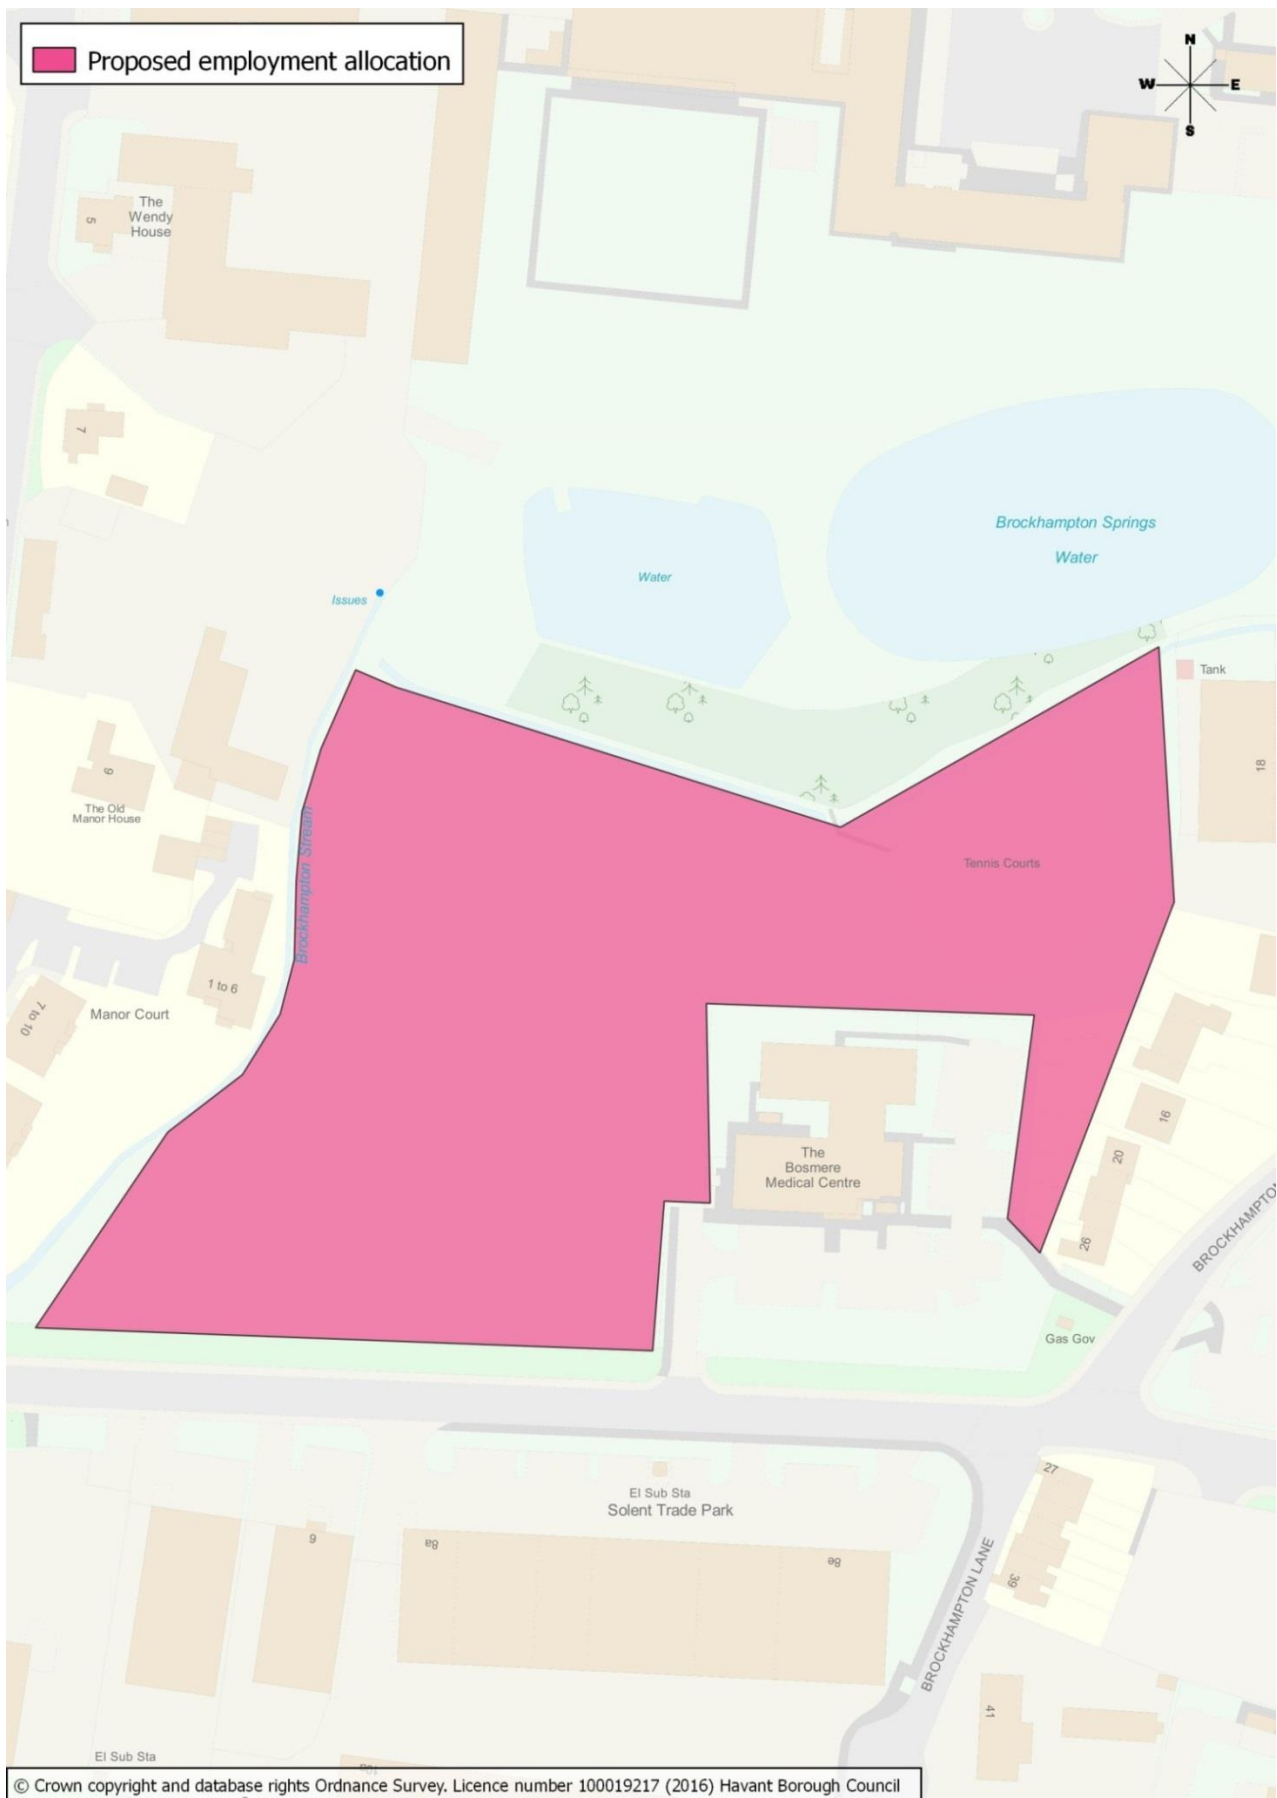 Proposed employment allocation
N
W
E
S
The
Wendy
House
5
7
Brockhampton Springs
Water
Water
Issues
Tank
18
9
The Old
Manor House
Brockhampton Stream
Tennis Courts
1 to 6
7 to 10
Manor Court
16
20
The
Bosmere
Medical Centre
26
BROCKHAMPTON
Gas Gov
27
El Sub Sta
Solent Trade Park
6
8a
8e
39
BROCKHAMPTON LANE
41
El Sub Sta
© Crown copyright and database rights Ordnance Survey. Licence number 100019217 (2016) Havant Borough Council